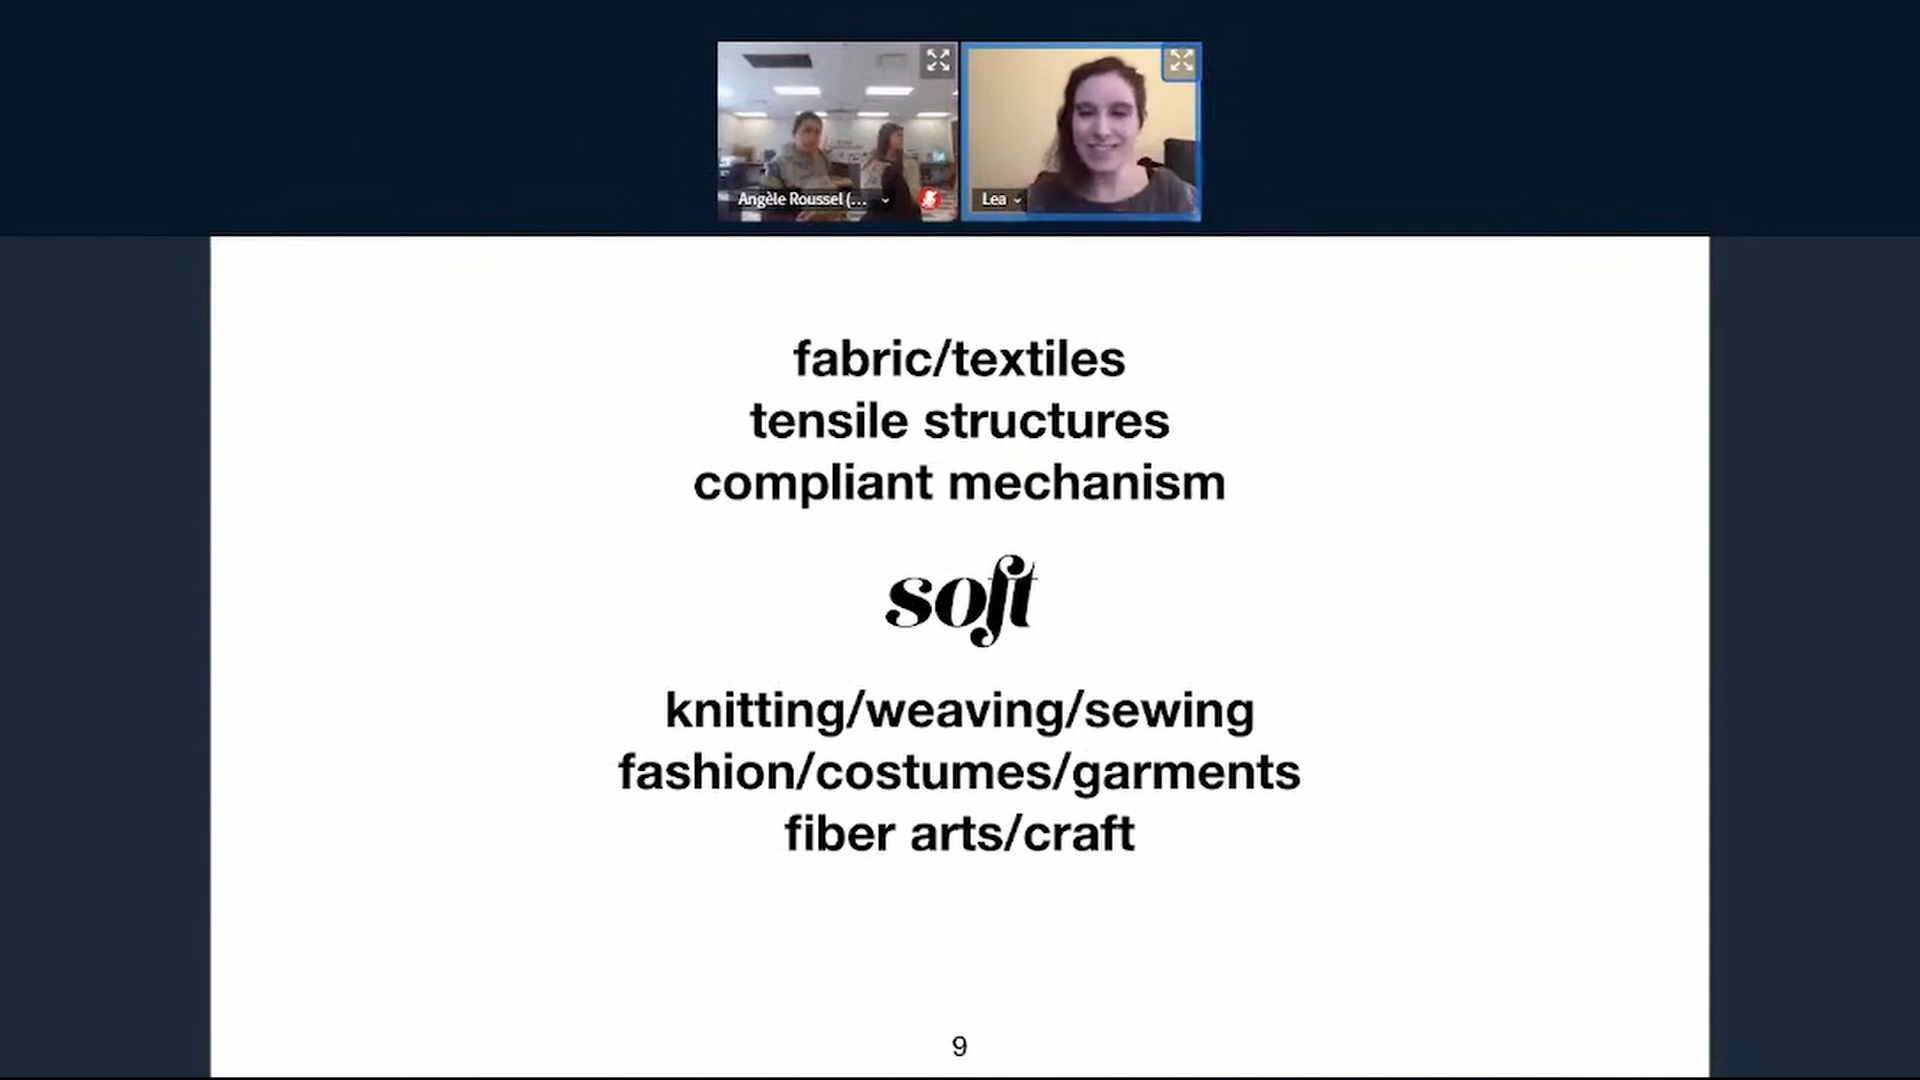 Angèle Roussel (...
Lea
fabric/textiles
tensile structures
compliant mechanism
soft
knitting/weaving/sewing
fashion/costumes/garments
fiber arts/craft
9